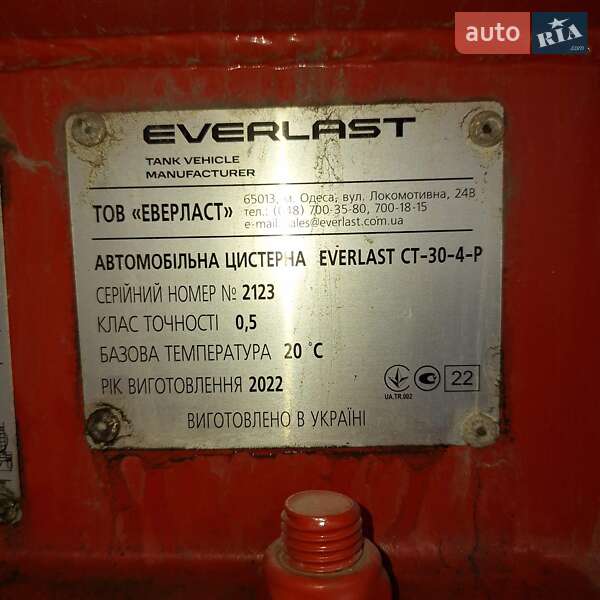 auto RIA.com
EVERLAST
TANK VEHICLE
MANUFACTURER
ТОВ «ЕВЕРЛАСТ»
65013, м. Одеса, вул. Локомотивна, 24В
тел.: (048) 700-35-80, 700-18-15
e-mail: sales@everlast.com.ua
АВТОМОБІЛЬНА ЦИСТЕРНА EVERLAST СТ-30-4-Р
СЕРІЙНИЙ НОМЕР № 2123
КЛАС ТОЧНОСТІ 0,5
БАЗОВА ТЕМПЕРАТУРА 20 °С
РІК ВИГОТОВЛЕННЯ 2022
UA.TR.002
22
ВИГОТОВЛЕНО В УКРАЇНІ